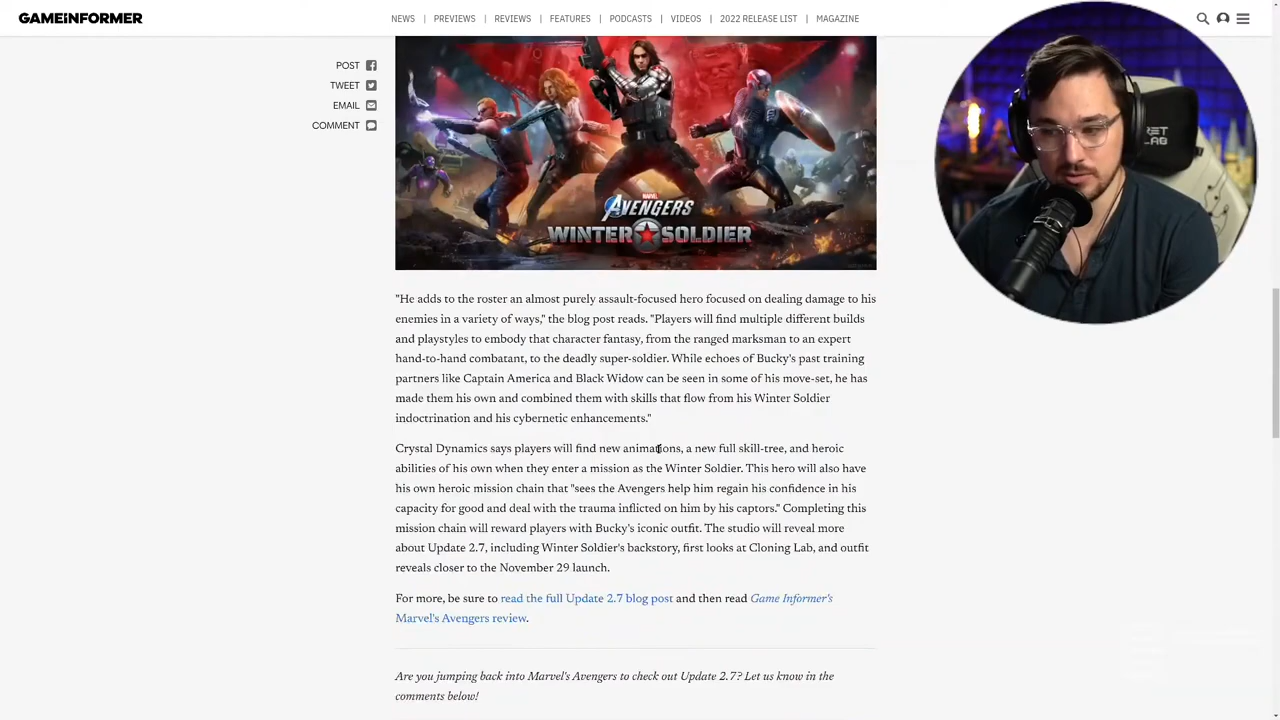 GAMEINFORMER
NEWS | PREVIEWS | REVIEWS | FEATURES | PODCASTS | VIDEOS | 2022 RELEASE LIST | MAGAZINE
POST
TWEET
EMAIL
COMMENT
MARVEL
AVENGERS
WINTER SOLDIER
"He adds to the roster an almost purely assault-focused hero focused on dealing damage to his
enemies in a variety of ways," the blog post reads. "Players will find multiple different builds
and playstyles to embody that character fantasy, from the ranged marksman to an expert
hand-to-hand combatant, to the deadly super-soldier. While echoes of Bucky's past training
partners like Captain America and Black Widow can be seen in some of his move-set, he has
made them his own and combined them with skills that flow from his Winter Soldier
indoctrination and his cybernetic enhancements."
Crystal Dynamics says players will find new animations, a new full skill-tree, and heroic
abilities of his own when they enter a mission as the Winter Soldier. This hero will also have
his own heroic mission chain that "sees the Avengers help him regain his confidence in his
capacity for good and deal with the trauma inflicted on him by his captors." Completing this
mission chain will reward players with Bucky's iconic outfit. The studio will reveal more
about Update 2.7, including Winter Soldier's backstory, first looks at Cloning Lab, and outfit
reveals closer to the November 29 launch.
For more, be sure to read the full Update 2.7 blog post and then read Game Informer's
Marvel's Avengers review.
Are you jumping back into Marvel's Avengers to check out Update 2.7? Let us know in the
comments below!